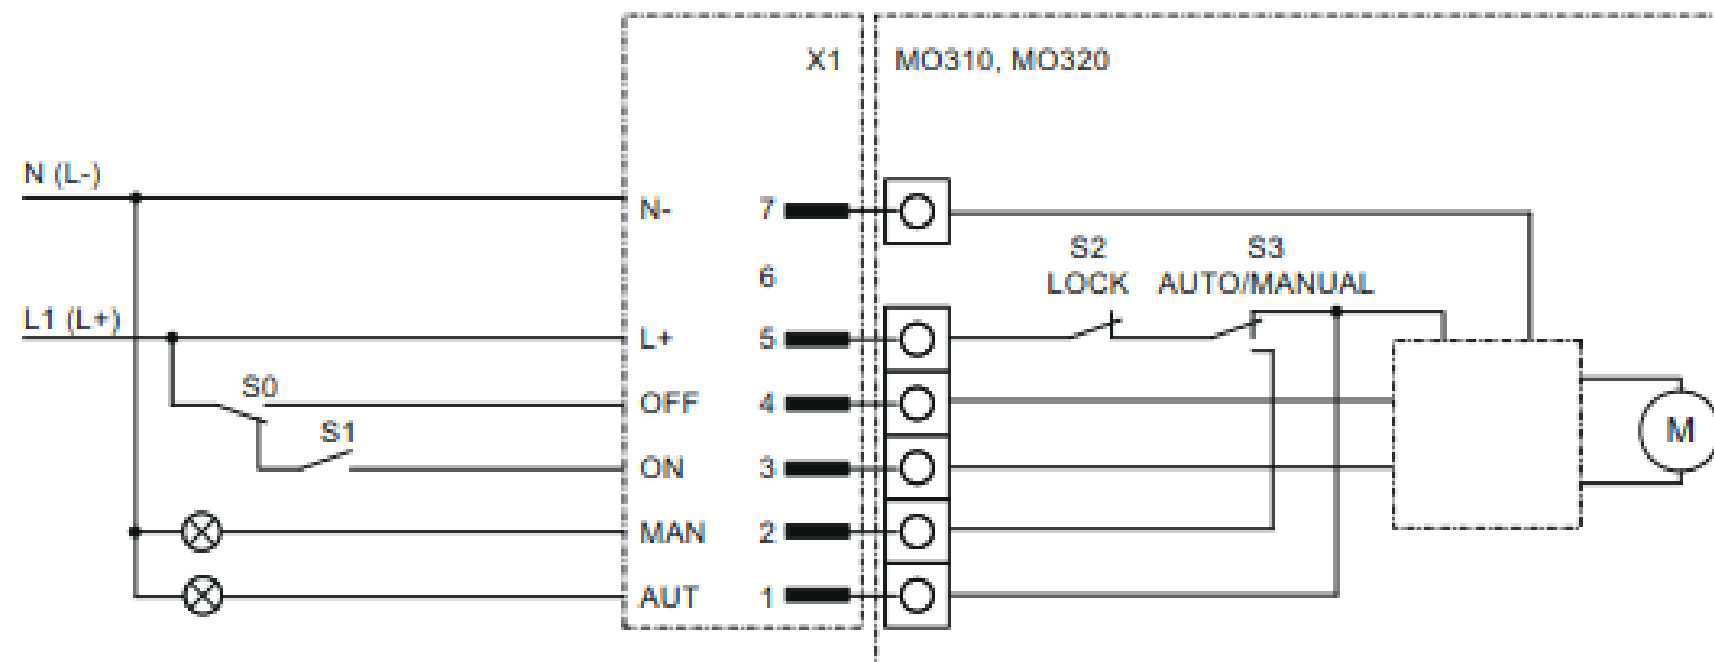 X1
MO310, MO320
N (L-)
N- 7
S2 S3
6
LOCK AUTO/MANUAL
L1 (L+)
L+ 5
S0
OFF 4
S1
M
ON 3
MAN 2
AUT 1